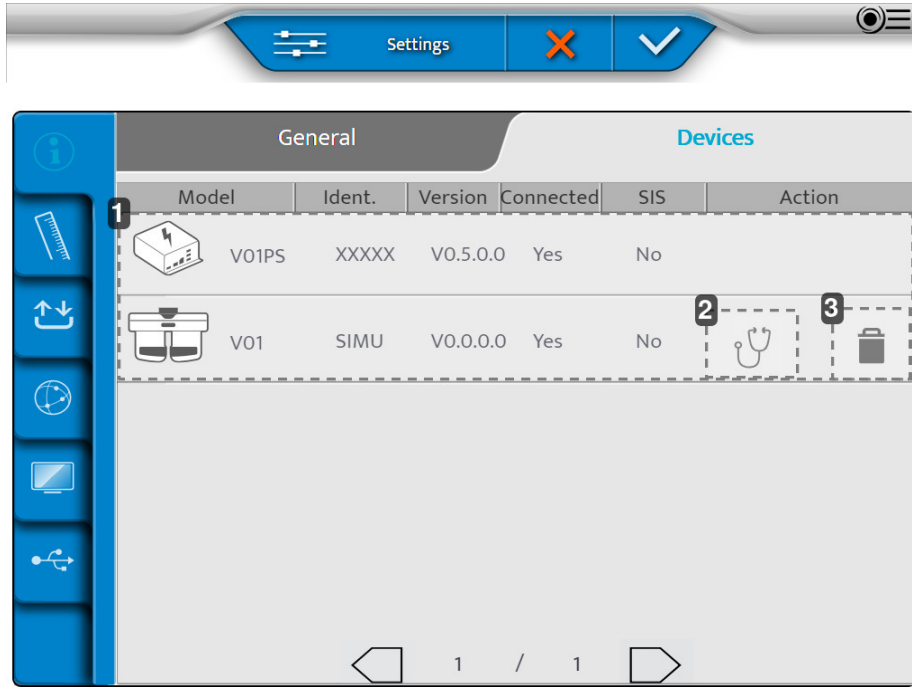 Settings
General Devices
Model Ident. Version Connected SIS Action
1
V01PS XXXXX V0.5.0.0 Yes No
2 3
V01 SIMU V0.0.0.0 Yes No
1 / 1